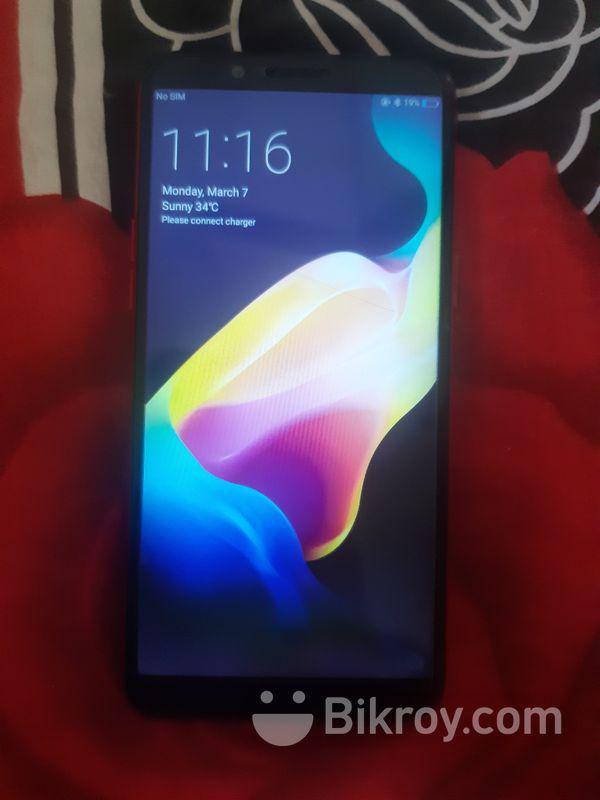 No SIM 19%
11:16
Monday, March 7
Sunny 34℃
Please connect charger
Bikroy.com